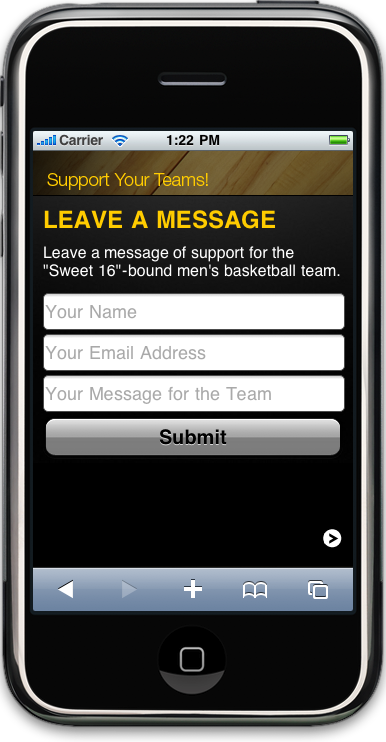 Carrier 1:22 PM
Support Your Teams!
LEAVE A MESSAGE
Leave a message of support for the
"Sweet 16"-bound men's basketball team.
Your Name
Your Email Address
Your Message for the Team
Submit